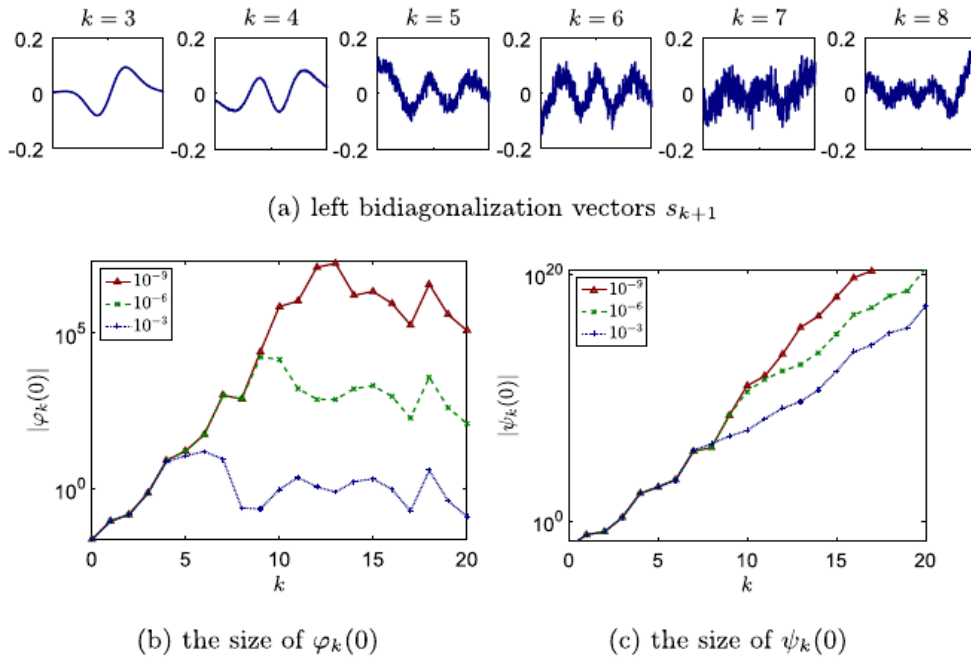 k = 3 k = 4 k = 5 k = 6 k = 7 k = 8
0.2 0.2 0.2 0.2 0.2 0.2
0 0 0 0 0 0
-0.2 -0.2 -0.2 -0.2 -0.2 -0.2
(a) left bidiagonalization vectors s_{k+1}
10^{-9}
10^{-6}
10^{-3}
10^5
10^0
|φ_k(0)|
0 5 10 15 20
k
(b) the size of φ_k(0)
10^{20}
10^{-9}
10^{-6}
10^{-3}
10^0
|ψ_k(0)|
0 5 10 15 20
k
(c) the size of ψ_k(0)